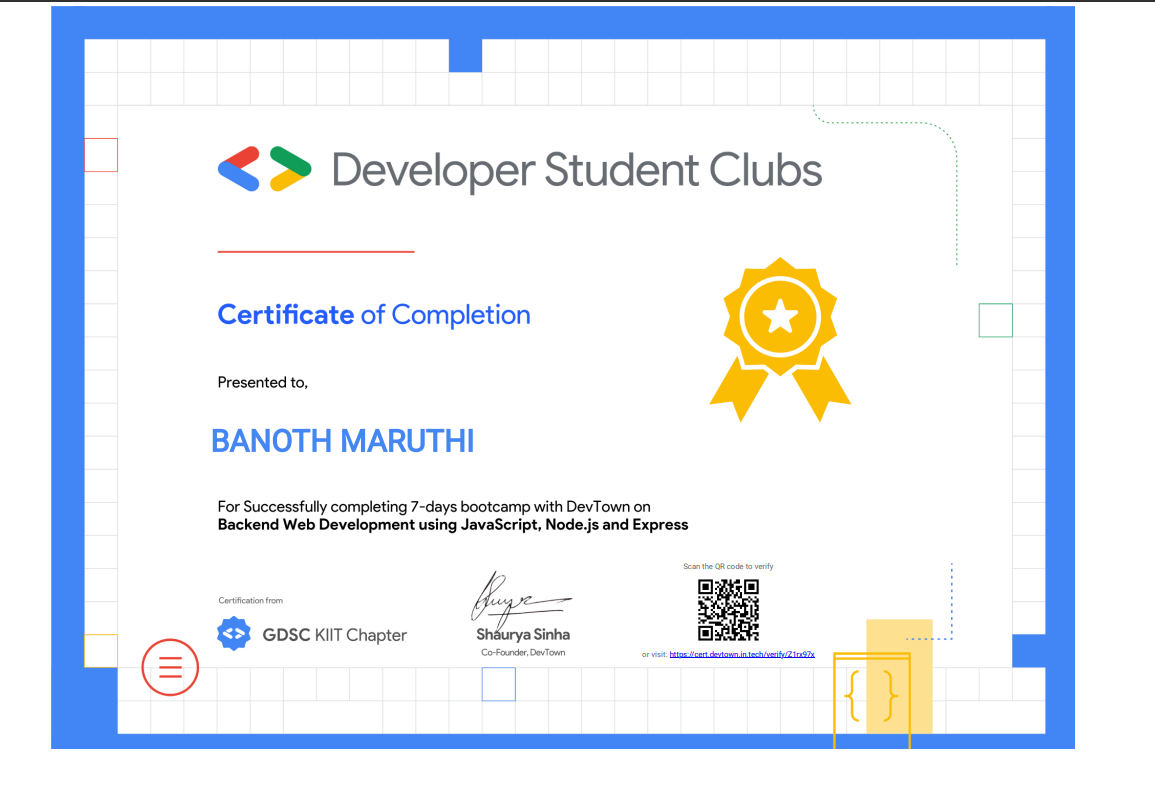 Developer Student Clubs
Certificate of Completion
Presented to,
BANOTH MARUTHI
For Successfully completing 7-days bootcamp with DevTown on
Backend Web Development using JavaScript, Node.js and Express
Certification from
GDSC KIIT Chapter
Shaurya Sinha
Co-Founder, DevTown
Scan the QR code to verify
or visit: https://cert.devtown.in.tech/verify/Z1rx97x